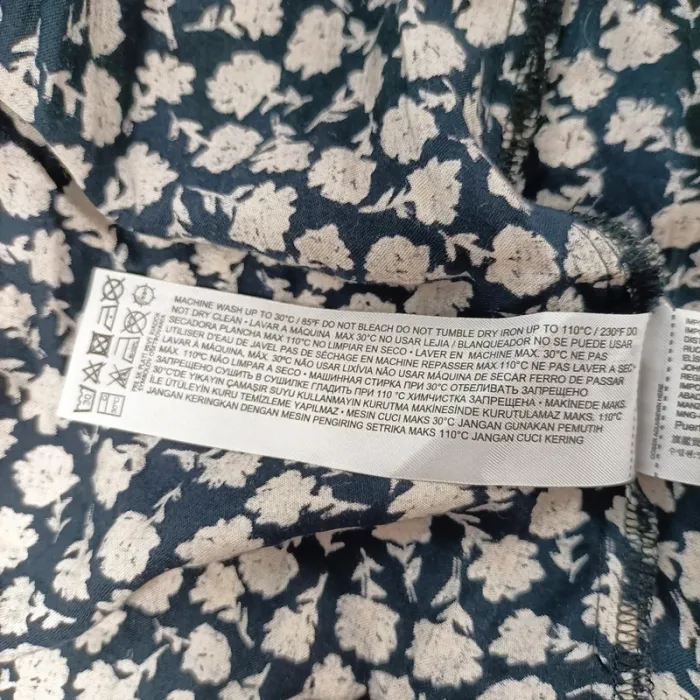 MACHINE WASH UP TO 30°C / 85°F DO NOT BLEACH DO NOT TUMBLE DRY IRON UP TO 110°C / 230°F DO
NOT DRY CLEAN • LAVAR A MÁQUINA MAX 30°C NO USAR LEJIA / BLANQUEADOR NO SE PUEDE USAR
SECADORA PLANCHA MAX 110°C NO LIMPIAR EN SECO • LAVER EN MACHINE MAX. 30°C NE PAS
UTILISER D'EAU DE JAVEL PAS DE SÉCHAGE EN MACHINE REPASSER MAX 110°C NE PAS LAVER A SEC
LAVAR À MÁQUINA, MÁX. 30°C NÃO USAR LIXÍVIA NÃO USAR MÁQUINA DE SECAR FERRO DE PASSAR
MÁX. 110°C NÃO LIMPAR A SEC • МАШИННАЯ СТИРКА ПРИ 30°C ОТБЕЛИВАТЬ ЗАПРЕЩЕНО
ЗАПРЕЩЕНО СУШИТЬ В СУШИЛКЕ ГЛАДИТЬ ПРИ 110 °C ХИМЧИСТКА ЗАПРЕЩЕНА • MAKİNEDE MAKS.
30°C'DE YIKAYIN ÇAMAŞIR SUYU KULLANMAYIN KURUTMA MAKİNESİNDE KURUTULAMAZ MAKS. 110°C
İLE ÜTÜLEYİN KURU TEMİZLEME YAPILMAZ • MESIN CUCI MAKS 30°C JANGAN GUNAKAN PEMUTIH
JANGAN KERINGKAN DENGAN MESIN PENGIRING SETRIKA MAKS 110°C JANGAN CUCI KERING